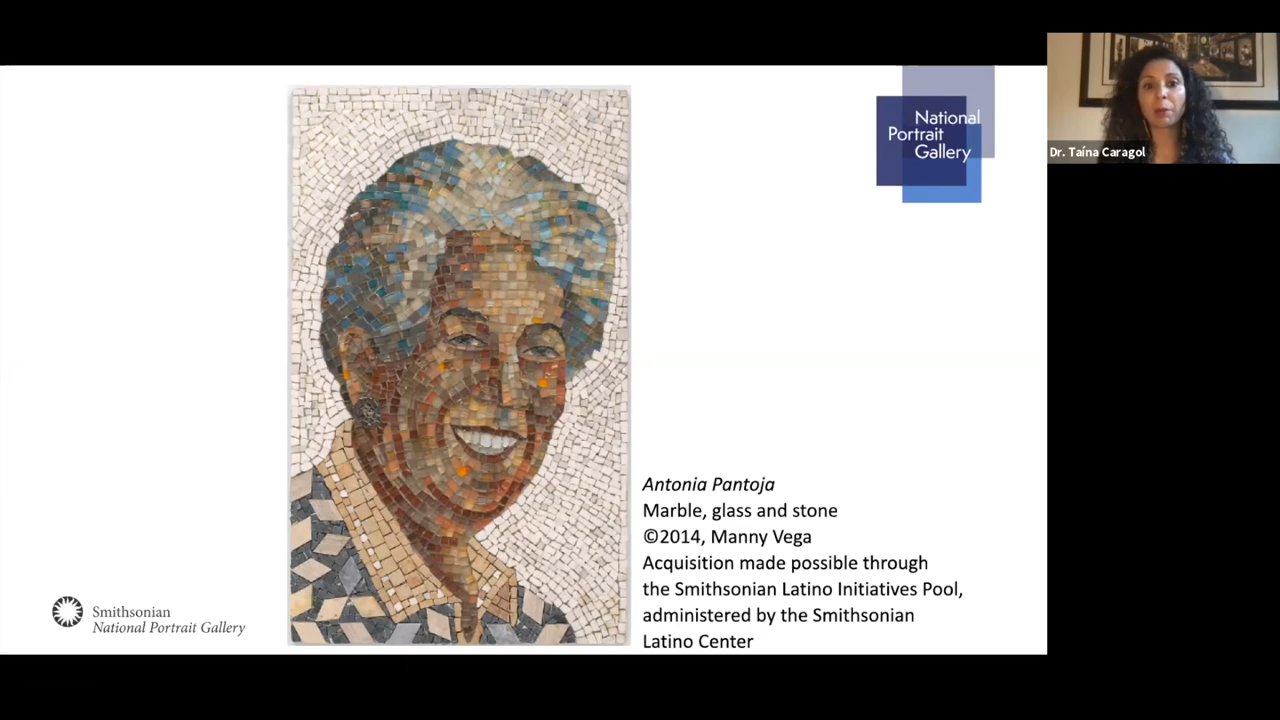 National
Portrait
Gallery
Dr. Taína Caragol
Antonia Pantoja
Marble, glass and stone
©2014, Manny Vega
Acquisition made possible through
the Smithsonian Latino Initiatives Pool,
administered by the Smithsonian
Latino Center
Smithsonian
National Portrait Gallery